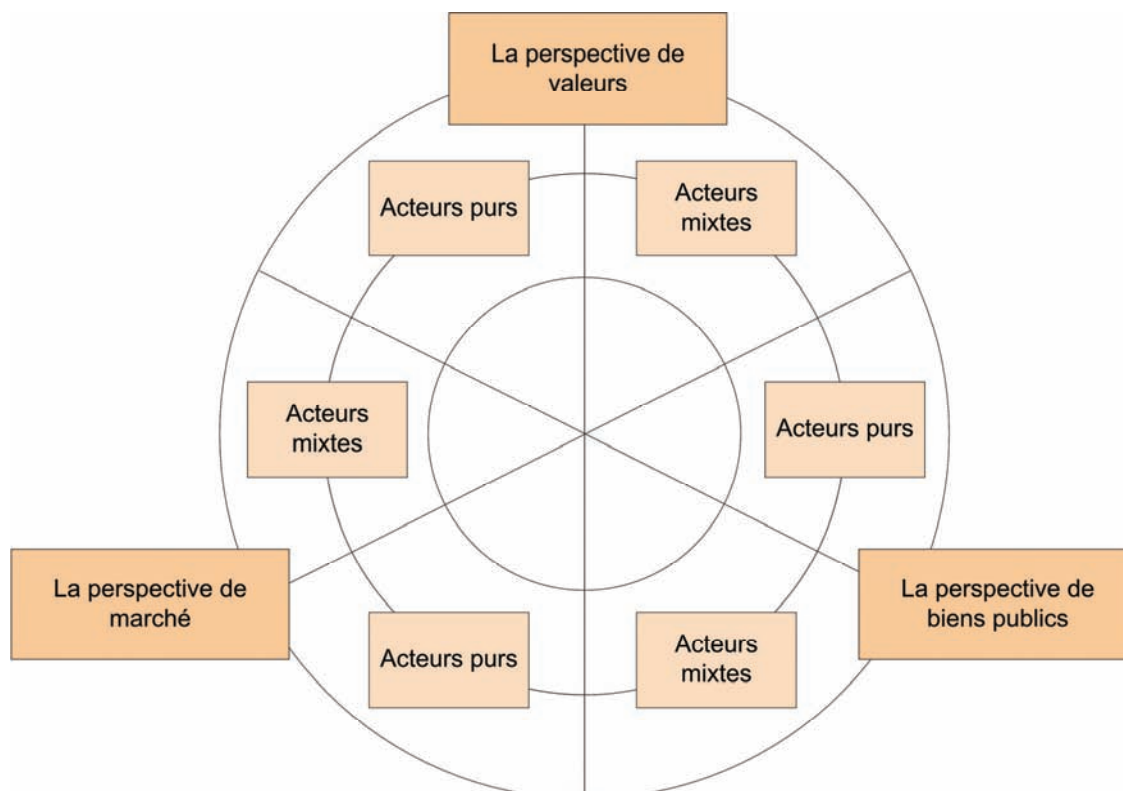 La perspective de
valeurs
Acteurs purs
Acteurs
mixtes
Acteurs
mixtes
Acteurs purs
La perspective de
marché
La perspective de
biens publics
Acteurs purs
Acteurs
mixtes